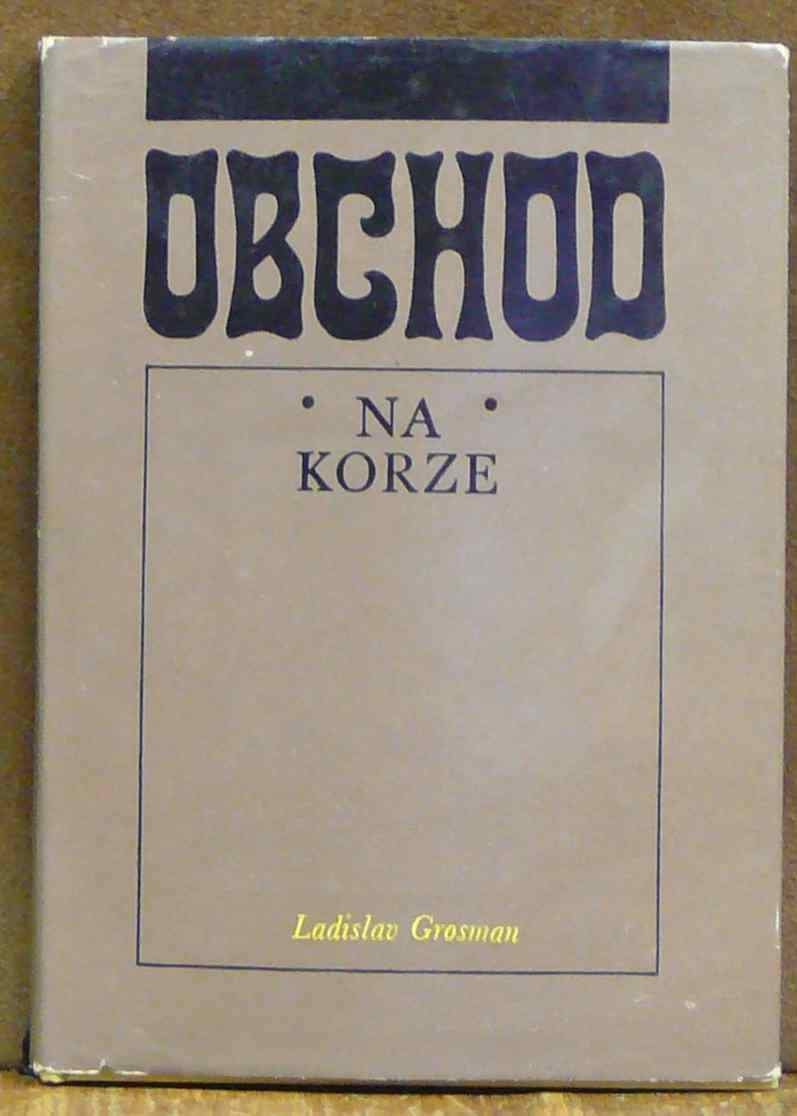 OBCHOD
• NA •
KORZE
Ladislav Grosman